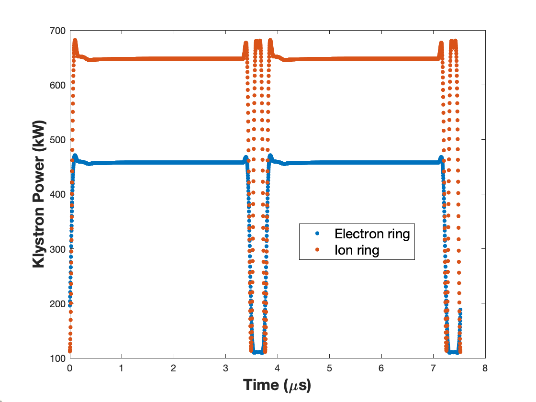 700
600
500
400
300
200
100
Klystron Power (kW)
Electron ring
Ion ring
0 1 2 3 4 5 6 7 8
Time (μs)